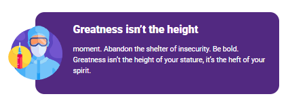 Greatness isn't the height
moment. Abandon the shelter of insecurity. Be bold.
Greatness isn't the height of your stature, it's the heft of your
spirit.